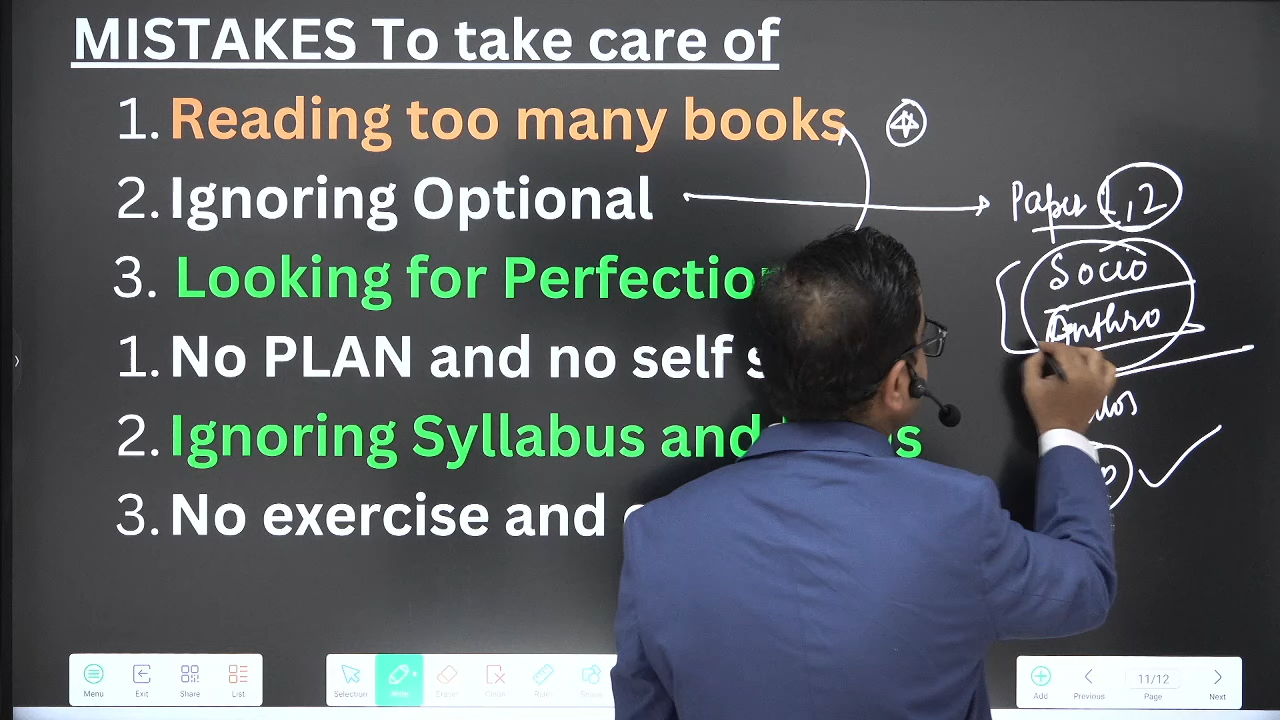 MISTAKES To take care of
1. Reading too many books
2. Ignoring Optional
Paper 1,2
3. Looking for Perfectio
Socio
Anthro
1. No PLAN and no self s
2. Ignoring Syllabus and
3. No exercise and
Menu
Exit
Share
List
Selection
Eraser
Add
Previous
11/12
Page
Next